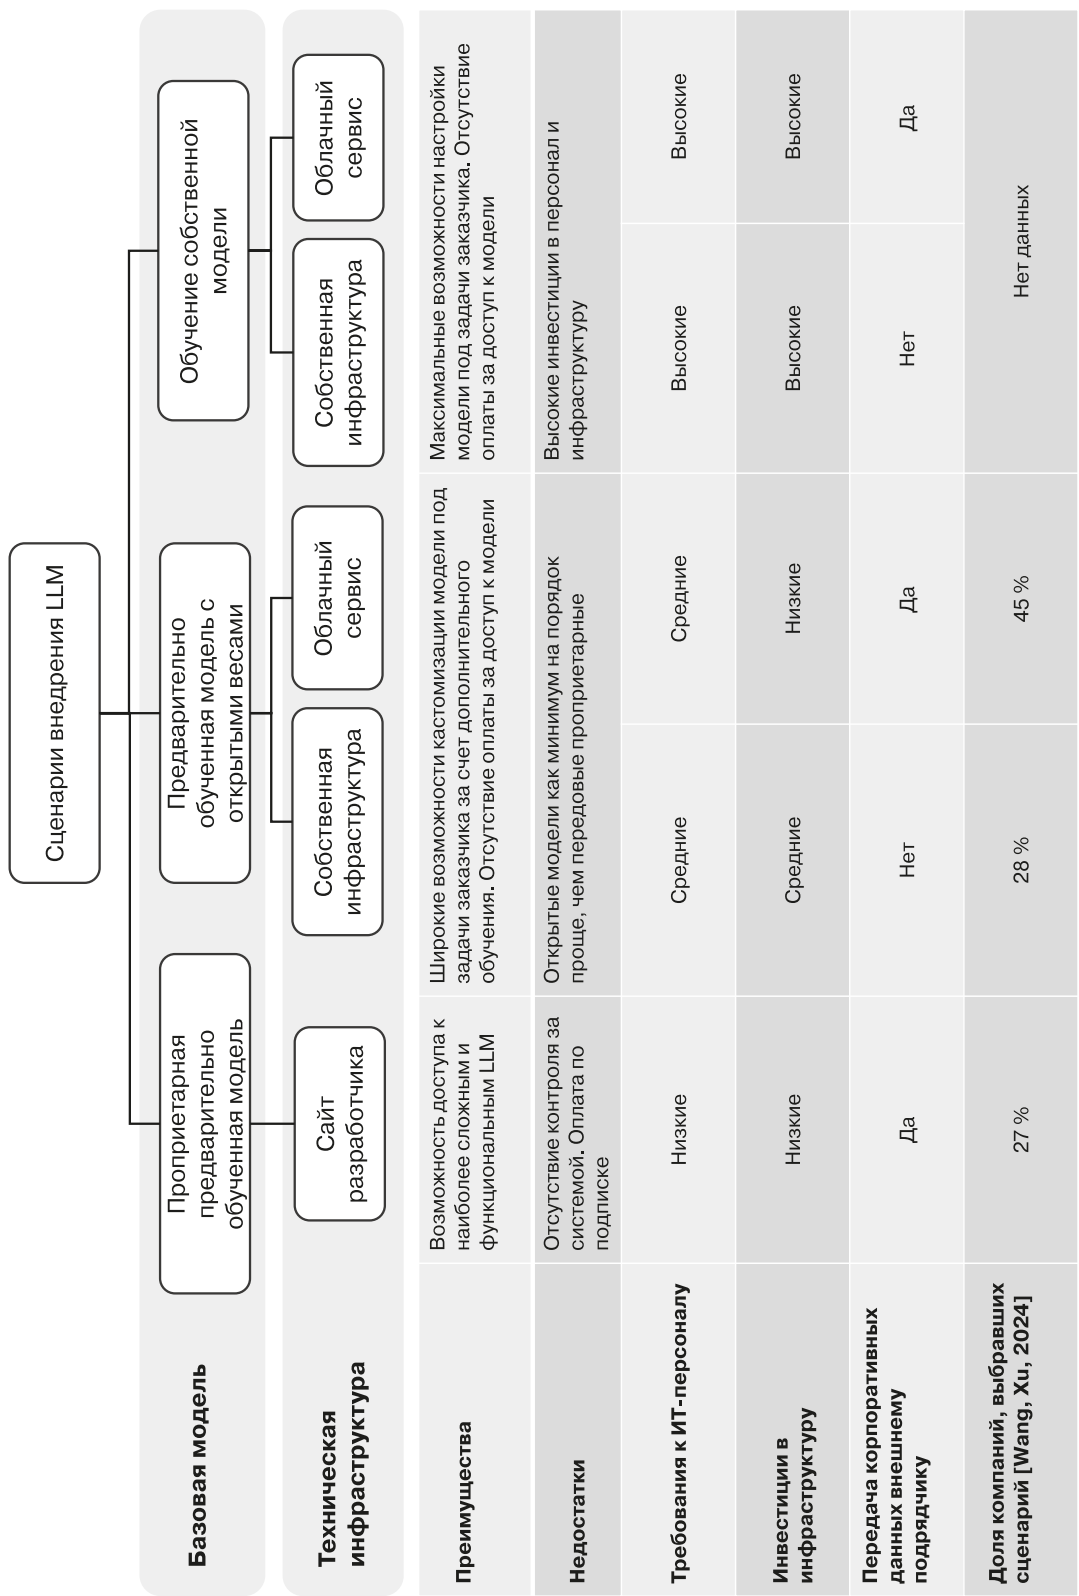 Сценарии внедрения LLM
Базовая модель
Проприетарная
предварительно
обученная модель
Предварительно
обученная модель с
открытыми весами
Обучение собственной
модели
Техническая
инфраструктура
Сайт
разработчика
Собственная
инфраструктура
Облачный
сервис
Собственная
инфраструктура
Облачный
сервис
Преимущества
Возможность доступа к
наиболее сложным и
функциональным LLM
Широкие возможности кастомизации модели под
задачи заказчика за счет дополнительного
обучения. Отсутствие оплаты за доступ к модели
Максимальные возможности настройки
модели под задачи заказчика. Отсутствие
оплаты за доступ к модели
Недостатки
Отсутствие контроля за
системой. Оплата по
подписке
Открытые модели как минимум на порядок
проще, чем передовые проприетарные
Высокие инвестиции в персонал и
инфраструктуру
Требования к ИТ-персоналу
Низкие
Средние
Средние
Высокие
Высокие
Инвестиции в
инфраструктуру
Низкие
Средние
Низкие
Высокие
Высокие
Передача корпоративных
данных внешнему
подрядчику
Да
Нет
Да
Нет
Да
Доля компаний, выбравших
сценарий [Wang, Xu, 2024]
27 %
28 %
45 %
Нет данных